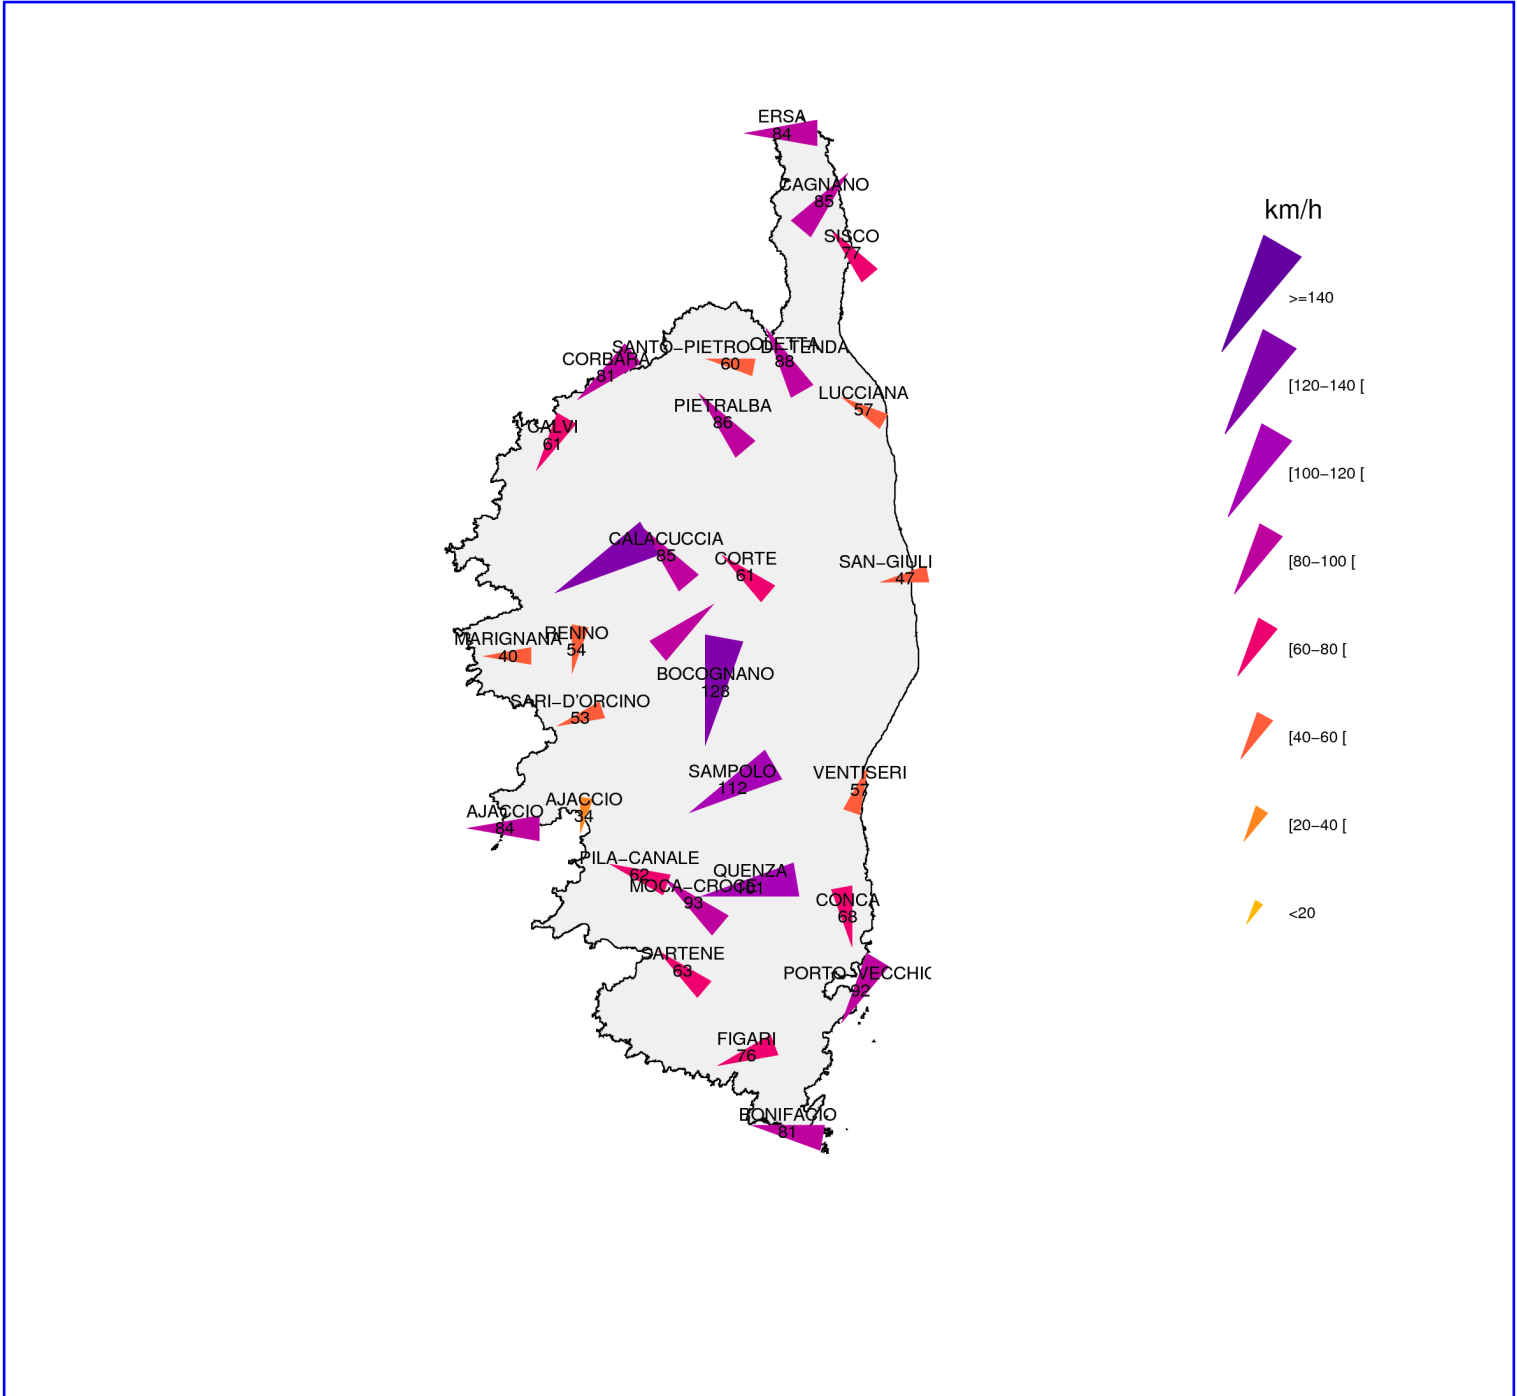 ERSA
84
CAGNANO
85
SISCO
77
km/h
>=140
[120−140 [
[100−120 [
[80−100 [
[60−80 [
[40−60 [
[20−40 [
<20
SANTO−PIETRO−DI−TENDA
60
OLETTA
88
CORBARA
81
LUCCIANA
57
PIETRALBA
86
CALVI
61
CALACUCCIA
85
CORTE
61
SAN−GIULI
47
MARIGNANA
40
RENNO
54
BOCOGNANO
128
SARI−D'ORCINO
53
SAMPOLO
112
VENTISERI
57
AJACCIO
84
AJACCIO
34
PILA−CANALE
62
QUENZA
101
MOCA−CROCE
93
CONCA
68
SARTENE
63
PORTO−VECCHIO
92
FIGARI
76
BONIFACIO
81